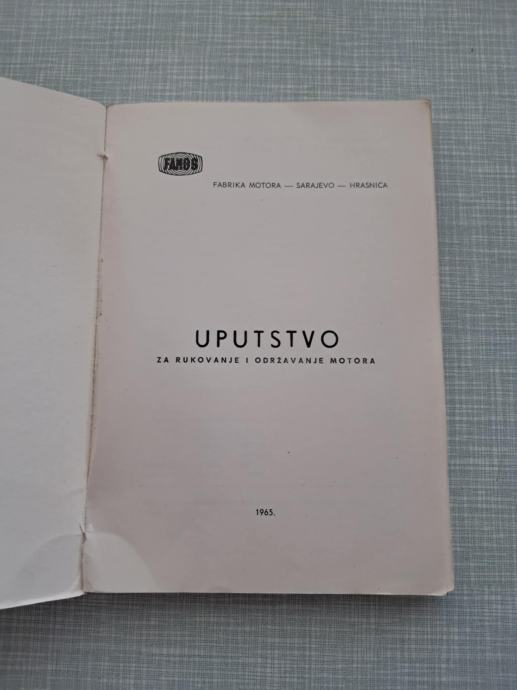 FAMOS
FABRIKA MOTORA — SARAJEVO — HRASNICA
UPUTSTVO
ZA RUKOVANJE I ODRŽAVANJE MOTORA
1965.